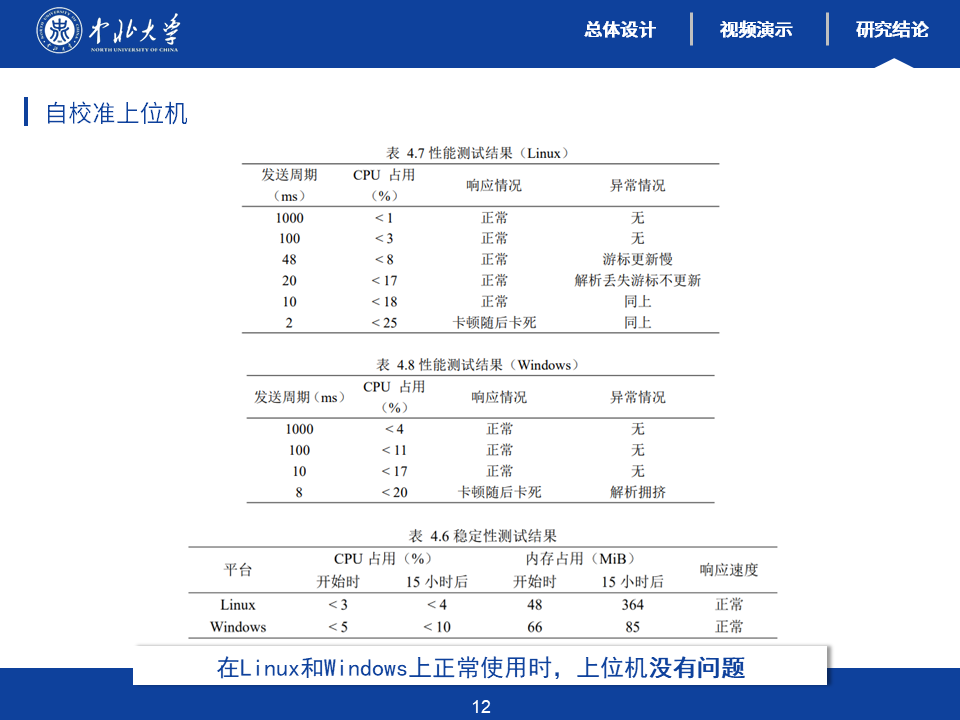 中北大学
NORTH UNIVERSITY OF CHINA
总体设计 视频演示 研究结论
自校准上位机
表 4.7 性能测试结果（Linux）
发送周期（ms） CPU 占用（%） 响应情况 异常情况
1000 < 1 正常 无
100 < 3 正常 无
48 < 8 正常 游标更新慢
20 < 17 正常 解析丢失游标不更新
10 < 18 正常 同上
2 < 25 卡顿随后卡死 同上
表 4.8 性能测试结果（Windows）
发送周期（ms） CPU 占用（%） 响应情况 异常情况
1000 < 4 正常 无
100 < 11 正常 无
10 < 17 正常 无
8 < 20 卡顿随后卡死 解析拥挤
表 4.6 稳定性测试结果
平台 CPU 占用（%） 内存占用（MiB） 响应速度
开始时 15 小时后 开始时 15 小时后
Linux < 3 < 4 48 364 正常
Windows < 5 < 10 66 85 正常
在Linux和Windows上正常使用时，上位机没有问题
12